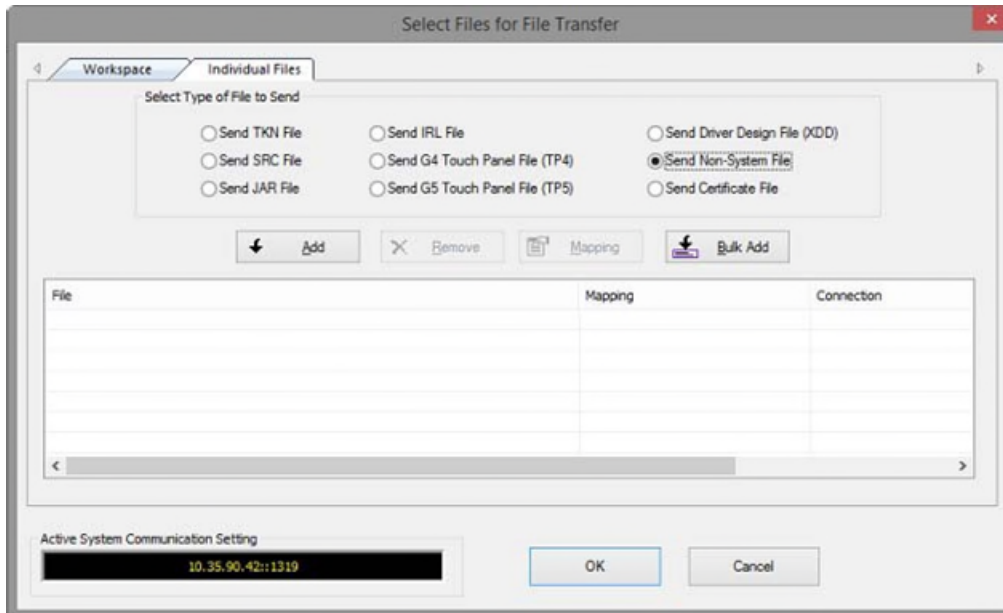 Select Files for File Transfer
Workspace Individual Files
Select Type of File to Send
Send TKN File Send IRL File Send Driver Design File (XDD)
Send SRC File Send G4 Touch Panel File (TP4) Send Non-System File
Send JAR File Send G5 Touch Panel File (TP5) Send Certificate File
Add Remove Mapping Bulk Add
File Mapping Connection
Active System Communication Setting
10.35.90.42::1319
OK Cancel